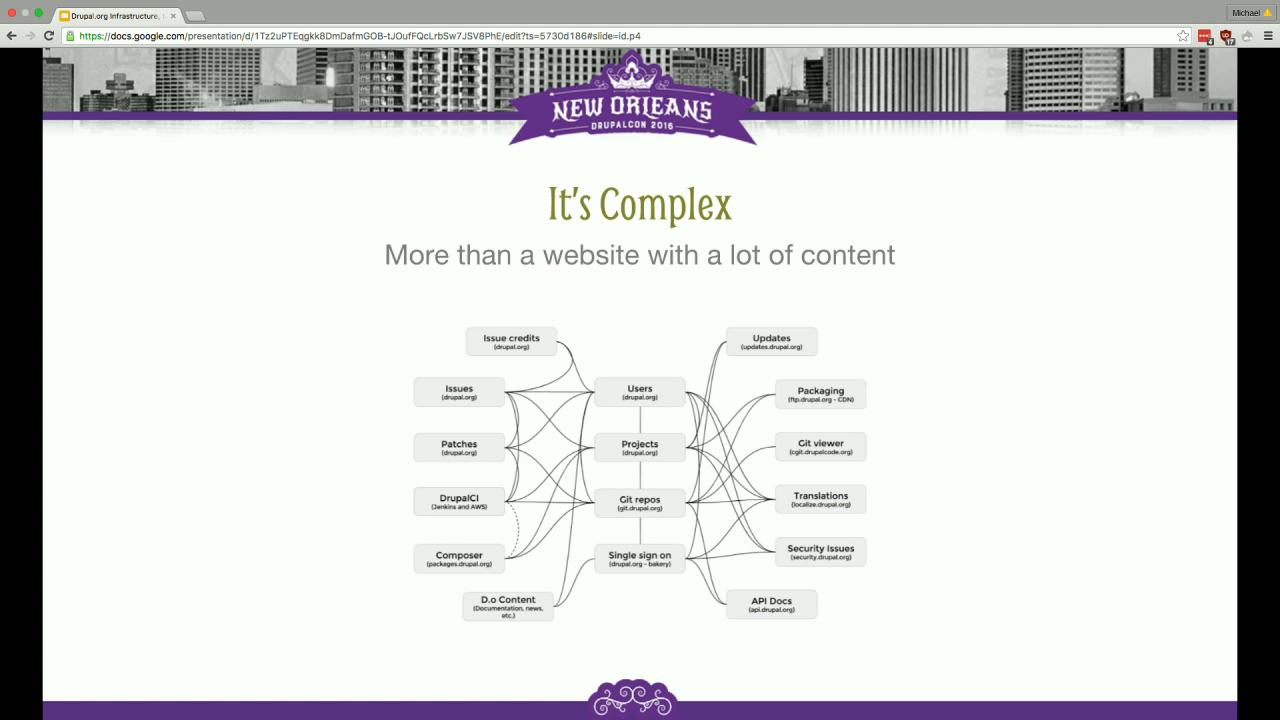 Drupal.org Infrastructure,
Michael
https://docs.google.com/presentation/d/1Tz2uPTEqgkk8DmDafmGOB-tJOufFQcLrbSw7JSV8PhE/edit?ts=5730d186#slide=id.p4
4
17
NEW ORLEANS
DRUPALCON 2016
It's Complex
More than a website with a lot of content
Issue credits
(drupal.org)
Updates
(updates.drupal.org)
Issues
(drupal.org)
Users
(drupal.org)
Packaging
(ftp.drupal.org - CDN)
Patches
(drupal.org)
Projects
(drupal.org)
Git viewer
(cgit.drupalcode.org)
DrupalCI
(Jenkins and AWS)
Git repos
(git.drupal.org)
Translations
(localize.drupal.org)
Composer
(packages.drupal.org)
Single sign on
(drupal.org - bakery)
Security Issues
(security.drupal.org)
D.o Content
(Documentation, news,
etc.)
API Docs
(api.drupal.org)